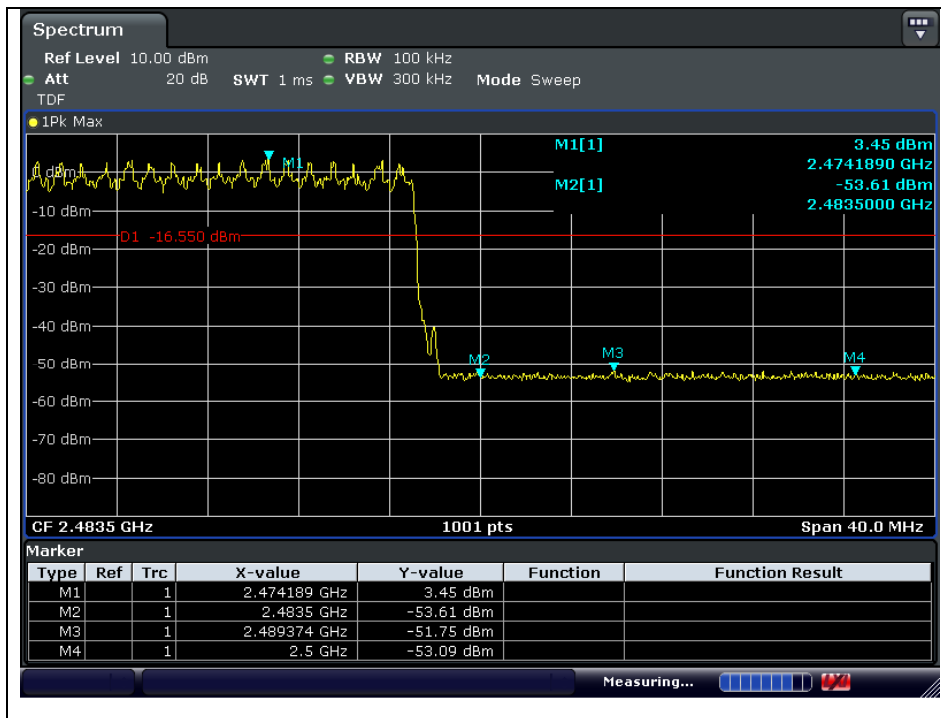 Spectrum
Ref Level 10.00 dBm RBW 100 kHz
Att 20 dB SWT 1 ms VBW 300 kHz Mode Sweep
TDF
1Pk Max
M1[1] 3.45 dBm
2.4741890 GHz
M2[1] -53.61 dBm
2.4835000 GHz
M1
0 dBm
-10 dBm
D1 -16.550 dBm
-20 dBm
-30 dBm
-40 dBm
M2 M3 M4
-50 dBm
-60 dBm
-70 dBm
-80 dBm
CF 2.4835 GHz 1001 pts Span 40.0 MHz
Marker
Type Ref Trc X-value Y-value Function Function Result
M1 1 2.474189 GHz 3.45 dBm
M2 1 2.4835 GHz -53.61 dBm
M3 1 2.489374 GHz -51.75 dBm
M4 1 2.5 GHz -53.09 dBm
Measuring...